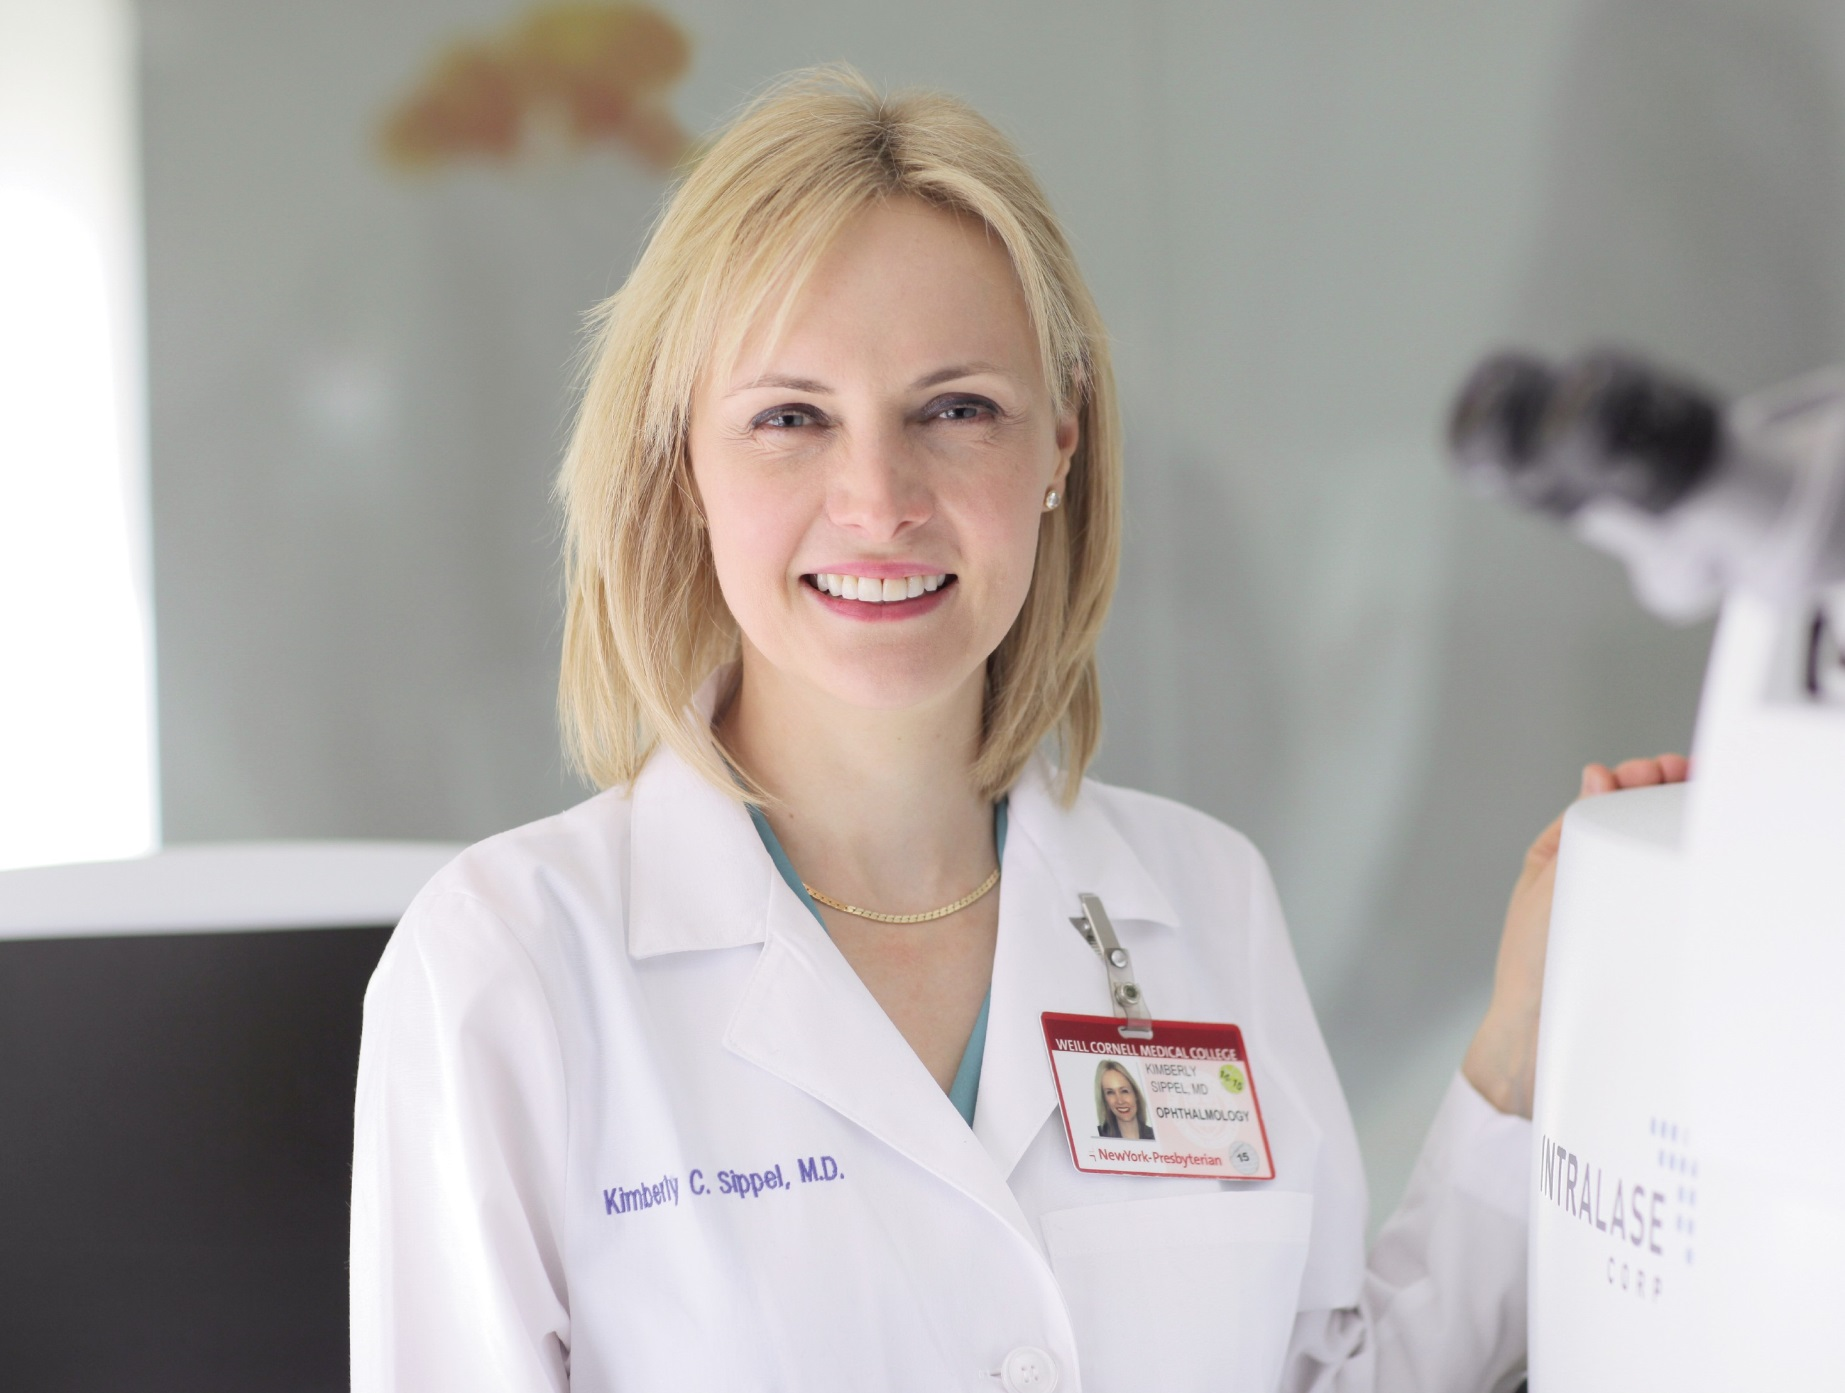 WEILL CORNELL MEDICAL COLLEGE
KIMBERLY
SIPPEL, MD
OPHTHALMOLOGY
NewYork-Presbyterian
15
Kimberly C. Sippel, M.D.
INTRALASE
CORP